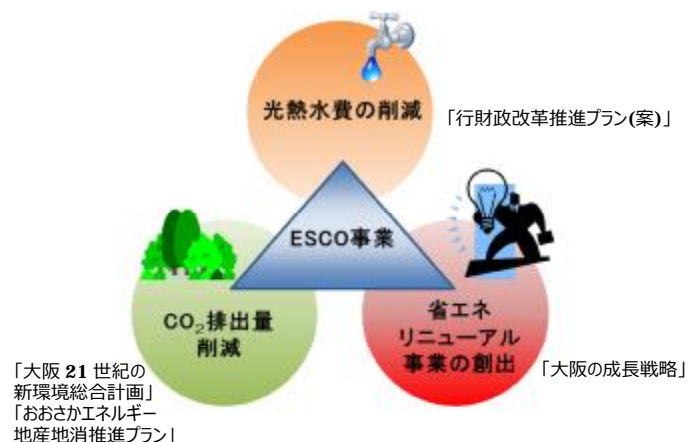 光熱水費の削減
「行財政改革推進プラン(案)」
ESCO事業
CO₂排出量
削減
省エネ
リニューアル
事業の創出
「大阪の成長戦略」
「大阪 21 世紀の
新環境総合計画」
「おおさかエネルギー
地産地消推進プラン」